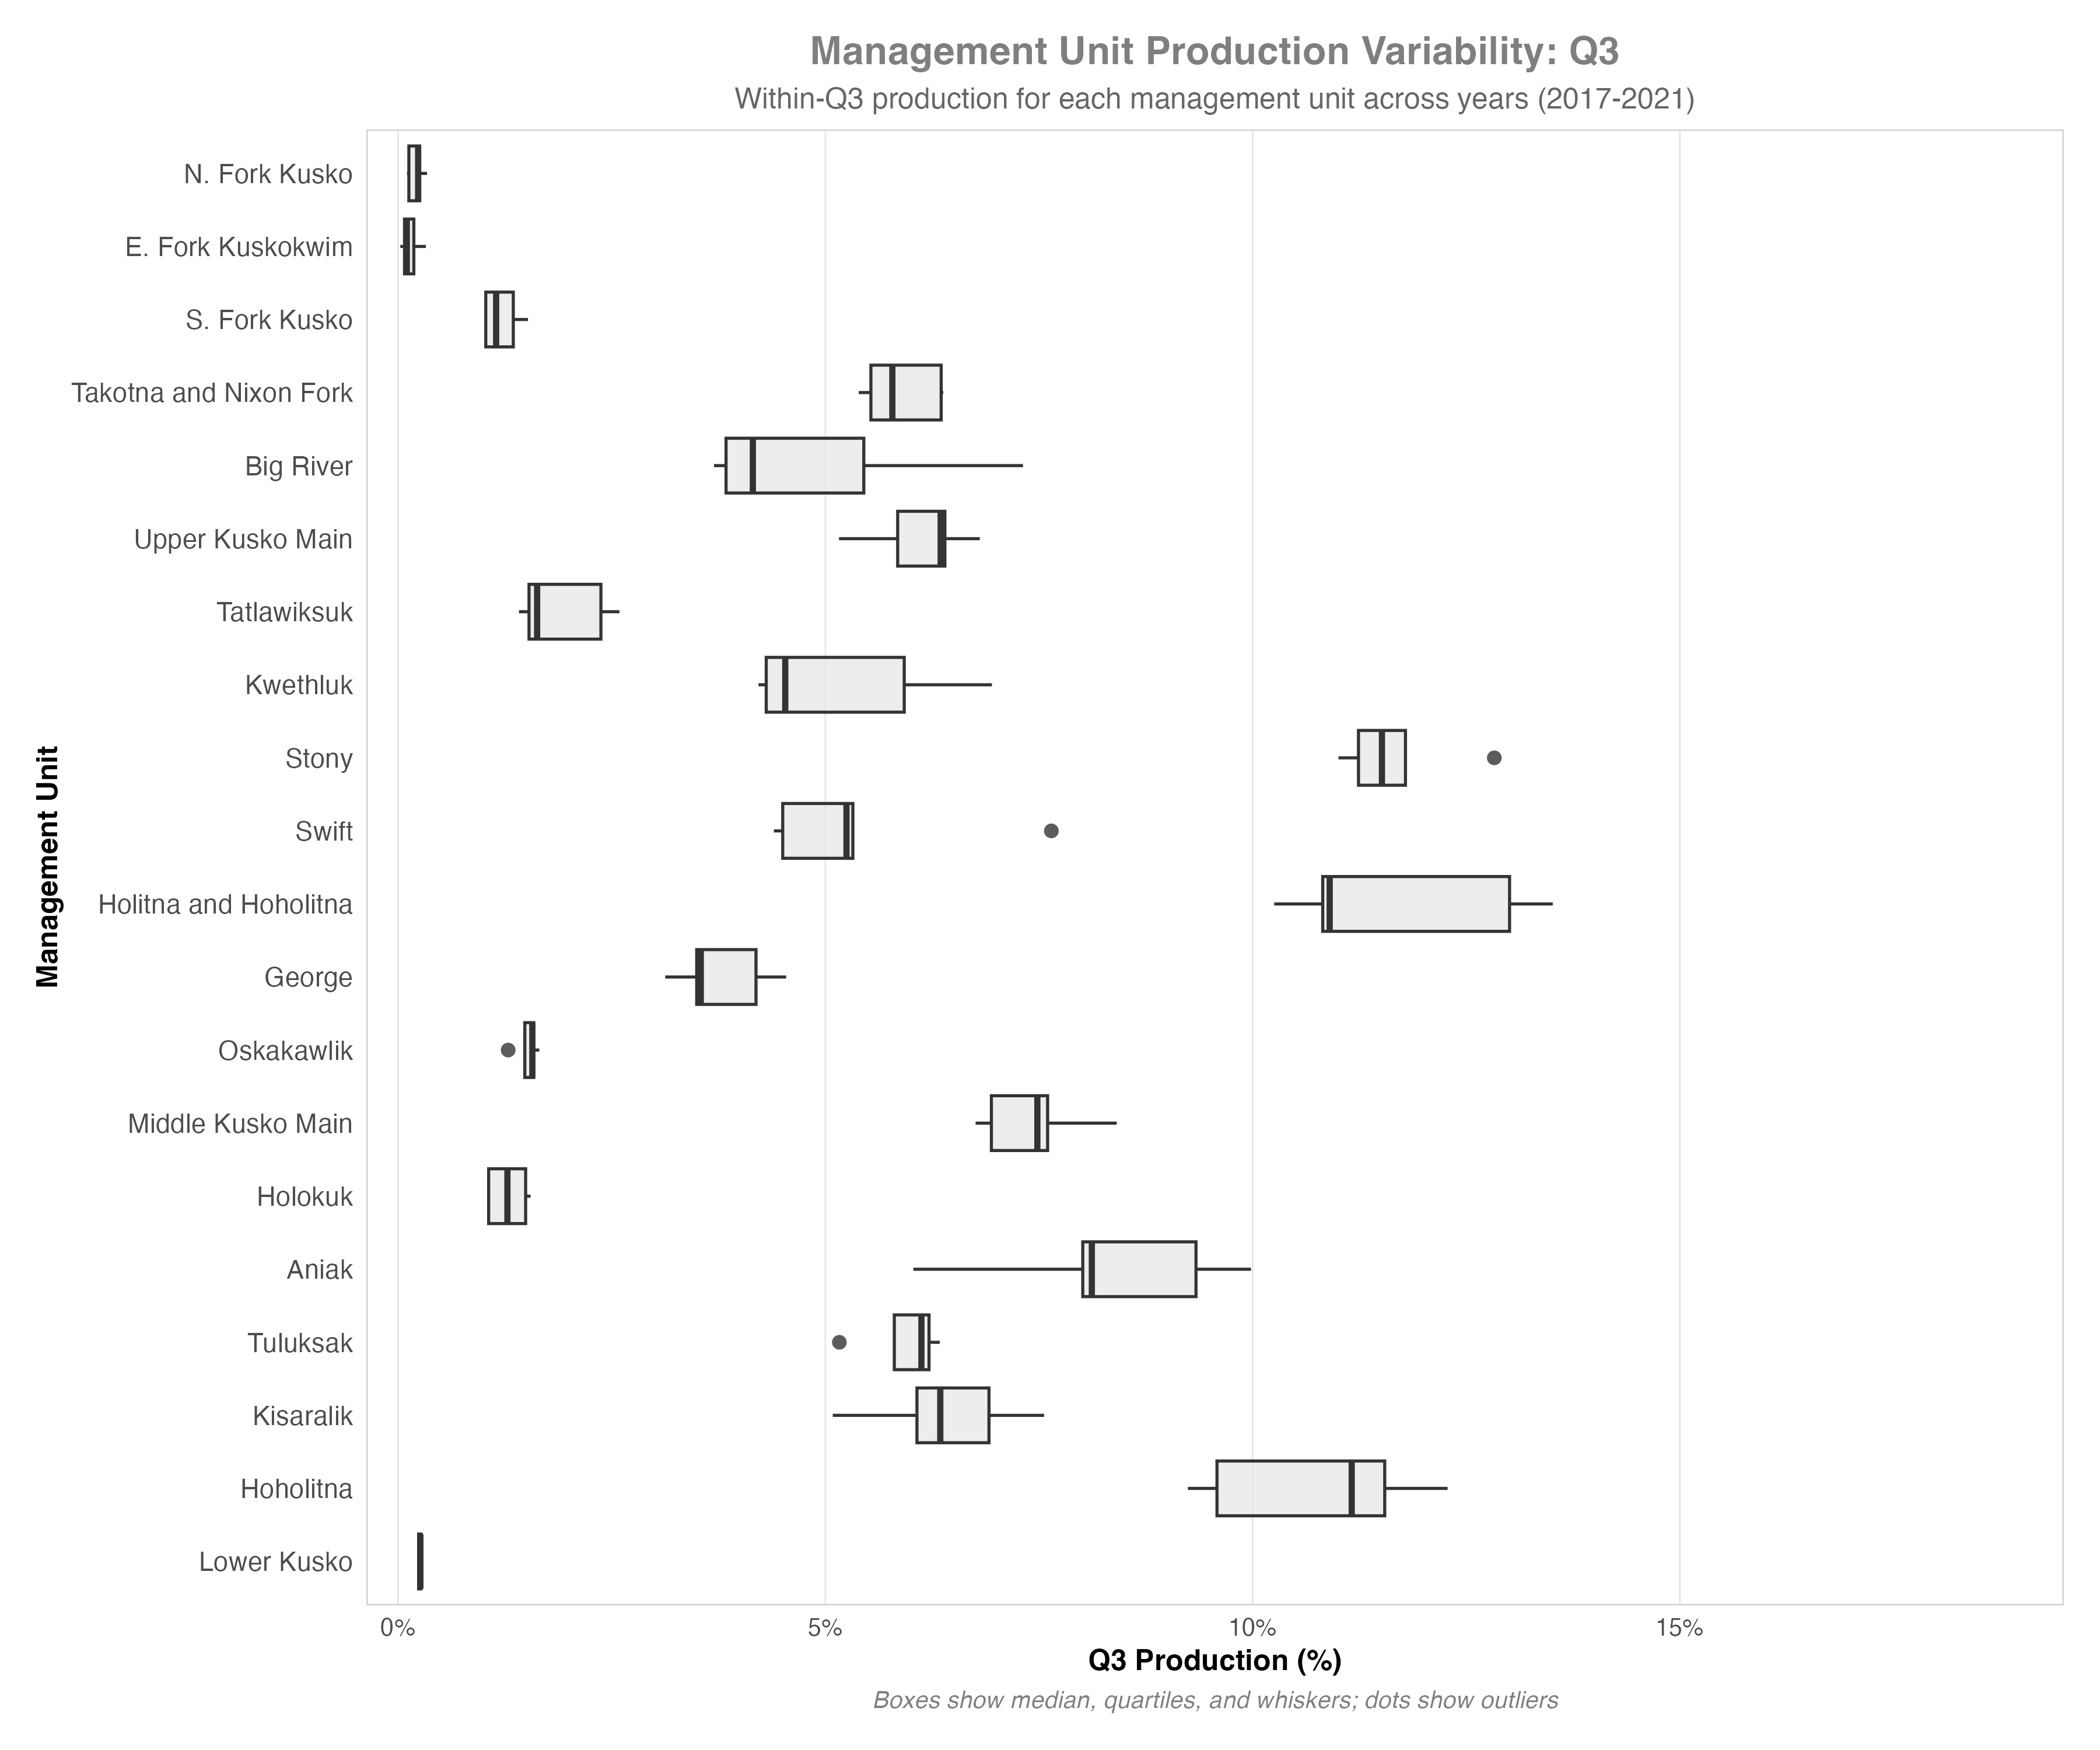 Management Unit Production Variability: Q3
Within-Q3 production for each management unit across years (2017-2021)
Management Unit
N. Fork Kusko
E. Fork Kuskokwim
S. Fork Kusko
Takotna and Nixon Fork
Big River
Upper Kusko Main
Tatlawiksuk
Kwethluk
Stony
Swift
Holitna and Hoholitna
George
Oskakawlik
Middle Kusko Main
Holokuk
Aniak
Tuluksak
Kisaralik
Hoholitna
Lower Kusko
0% 5% 10% 15%
Q3 Production (%)
Boxes show median, quartiles, and whiskers; dots show outliers